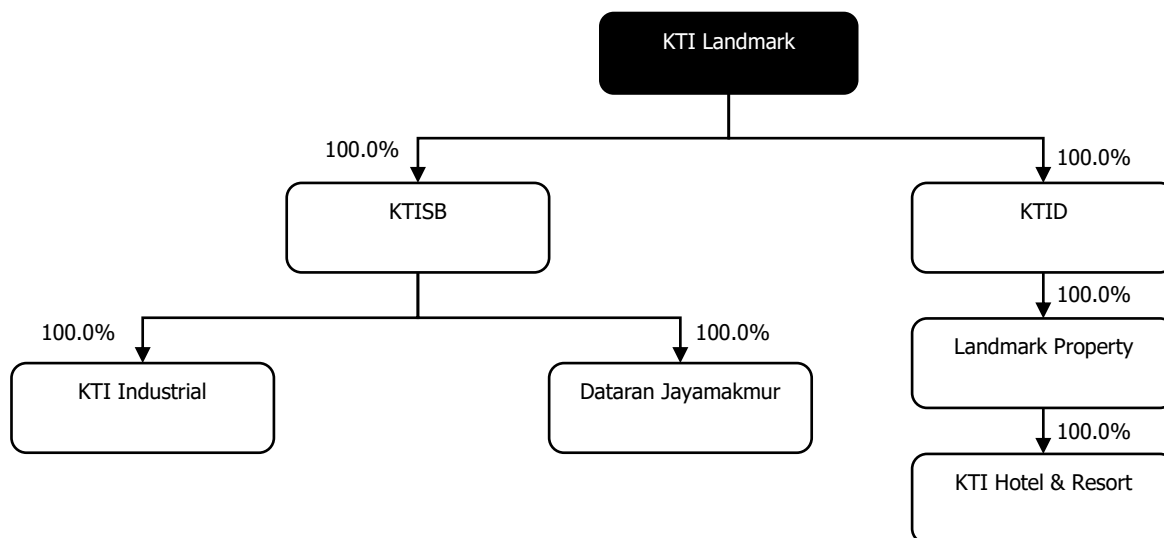 KTI Landmark
100.0%
100.0%
KTISB
KTID
100.0%
100.0%
100.0%
KTI Industrial
Dataran Jayamakmur
Landmark Property
100.0%
KTI Hotel & Resort